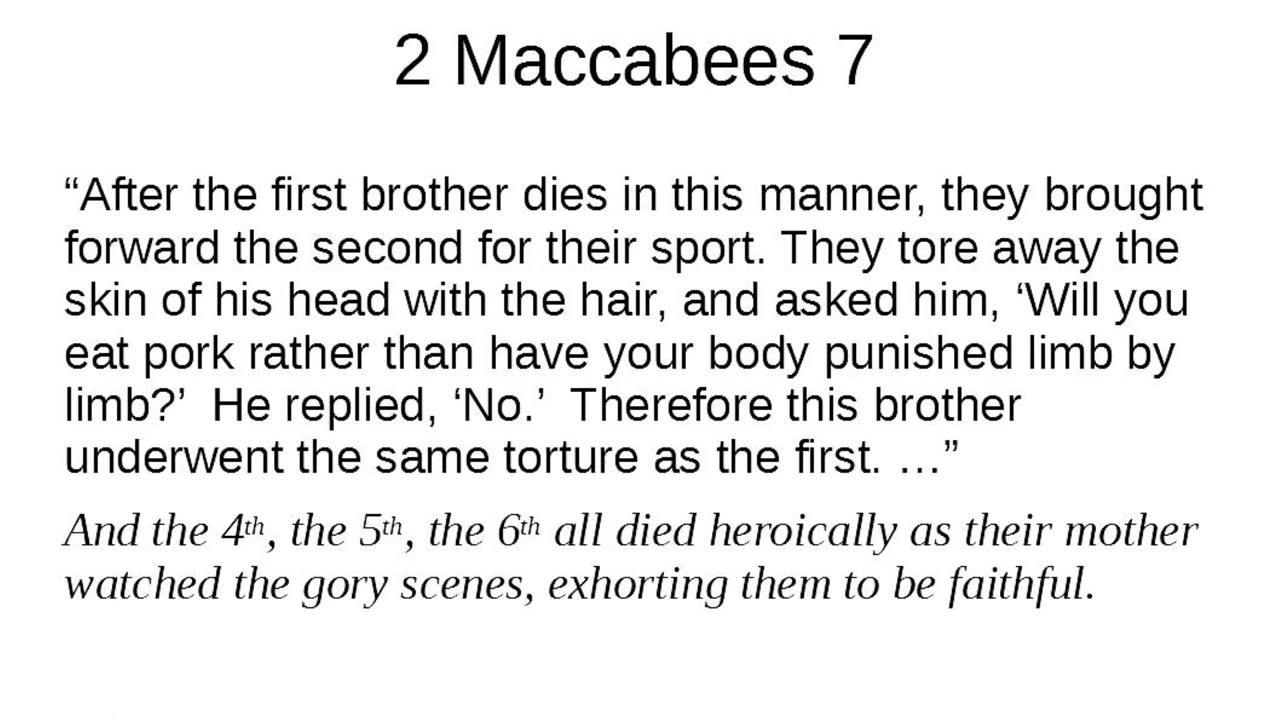 2 Maccabees 7
“After the first brother dies in this manner, they brought
forward the second for their sport. They tore away the
skin of his head with the hair, and asked him, ‘Will you
eat pork rather than have your body punished limb by
limb?’  He replied, ‘No.’  Therefore this brother
underwent the same torture as the first. …”
And the 4th, the 5th, the 6th all died heroically as their mother
watched the gory scenes, exhorting them to be faithful.